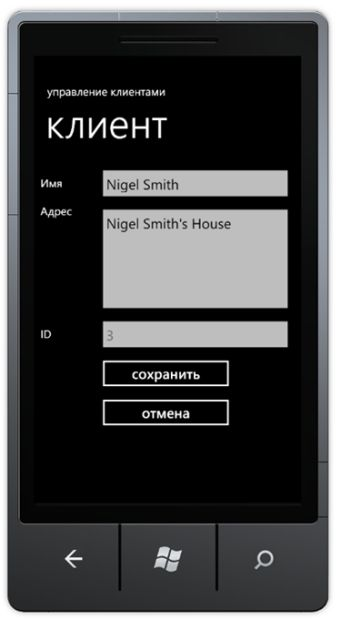 управление клиентами
клиент
Имя
Nigel Smith
Адрес
Nigel Smith's House
ID
3
сохранить
отмена